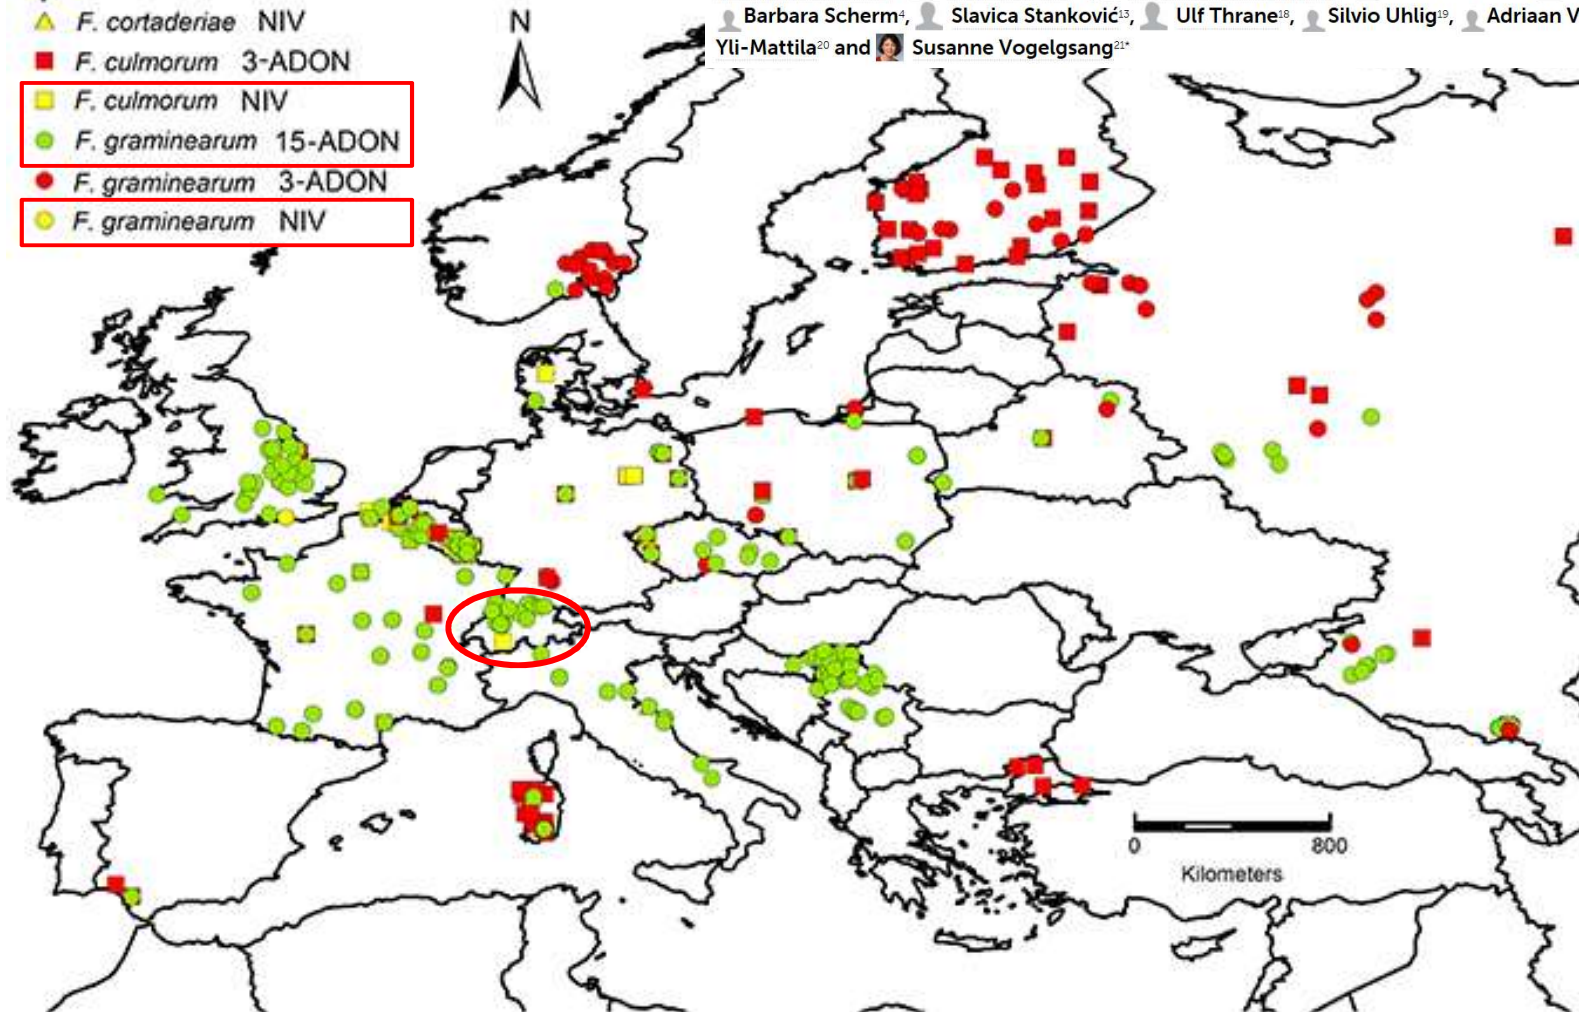 Barbara Scherm4, Slavica Stanković13, Ulf Thrane18, Silvio Uhlig19, Adriaan V
Yli-Mattila20 and Susanne Vogelgsang21*
F. cortaderiae NIV
F. culmorum 3-ADON
F. culmorum NIV
F. graminearum 15-ADON
F. graminearum 3-ADON
F. graminearum NIV
N
0 800
Kilometers